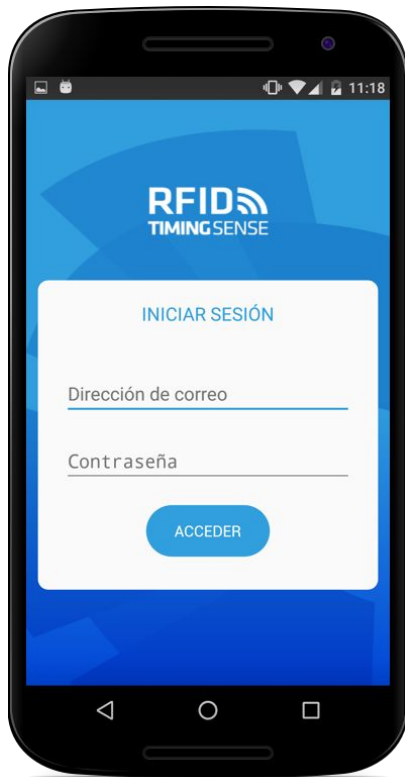 11:18
RFID
TIMINGSENSE
INICIAR SESIÓN
Dirección de correo
Contraseña
ACCEDER